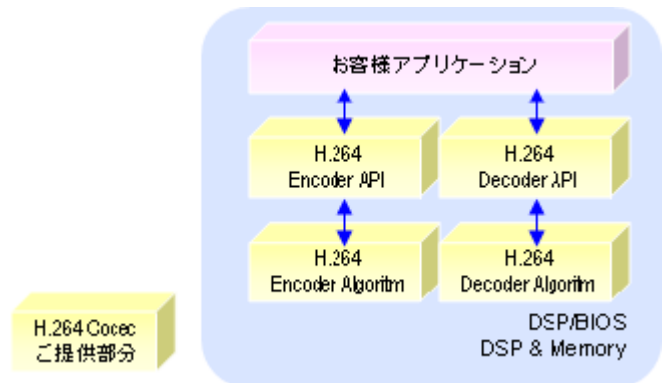 お客様アプリケーション
H.264
Encoder API
H.264
Decoder API
H.264
Encoder Algoritm
H.264
Decoder Algoritm
DSP/BIOS
DSP & Memory
H.264 Cocec
ご提供部分